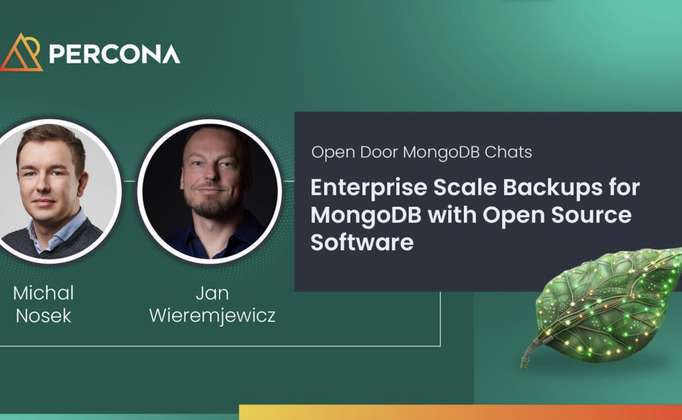 PERCONA
Open Door MongoDB Chats
Enterprise Scale Backups for
MongoDB with Open Source
Software
Michal
Nosek
Jan
Wieremjewicz